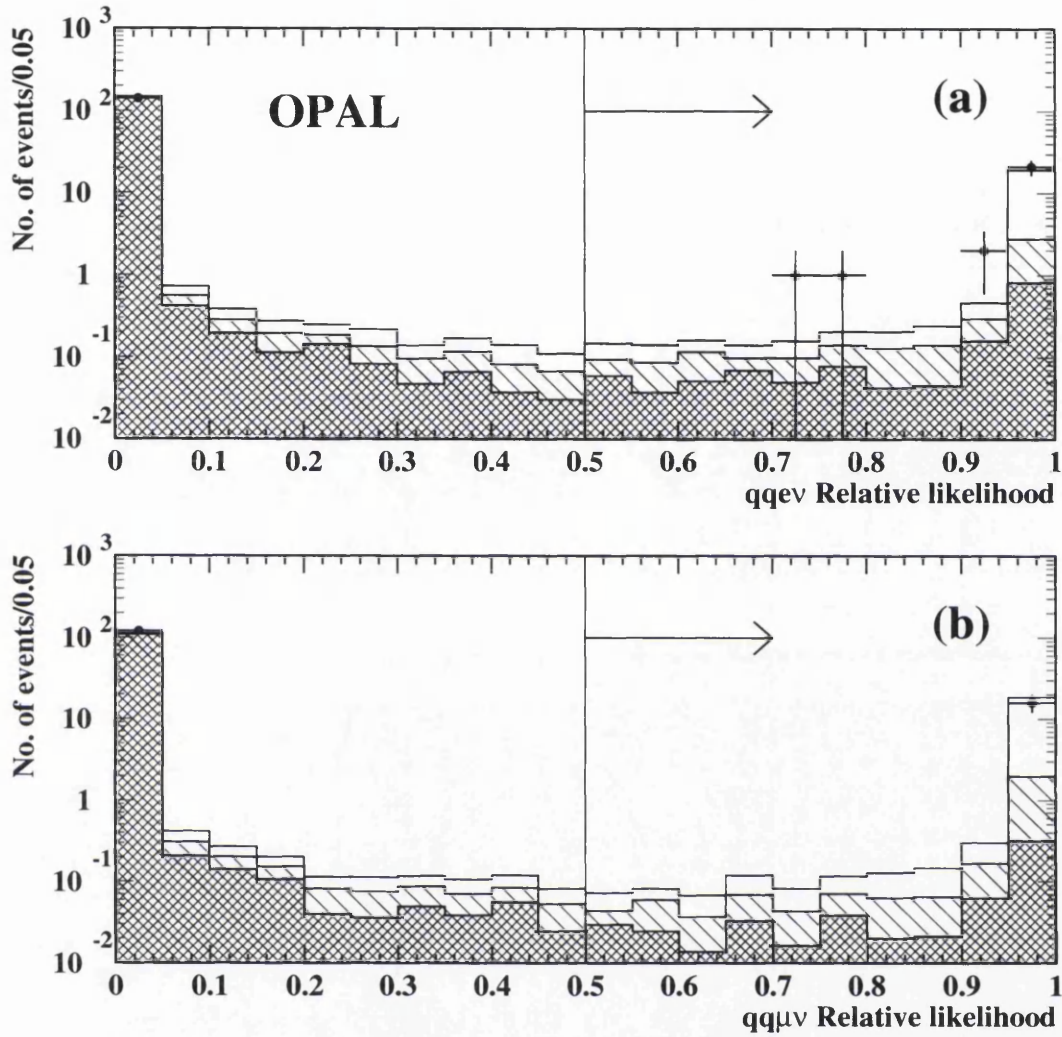 10 3
No. of events/0.05
OPAL
(a)
10 2
10
1
10 -1
10 -2
0 0.1 0.2 0.3 0.4 0.5 0.6 0.7 0.8 0.9 1
qqeν Relative likelihood
10 3
No. of events/0.05
(b)
10 2
10
1
10 -1
10 -2
0 0.1 0.2 0.3 0.4 0.5 0.6 0.7 0.8 0.9 1
qqμν Relative likelihood